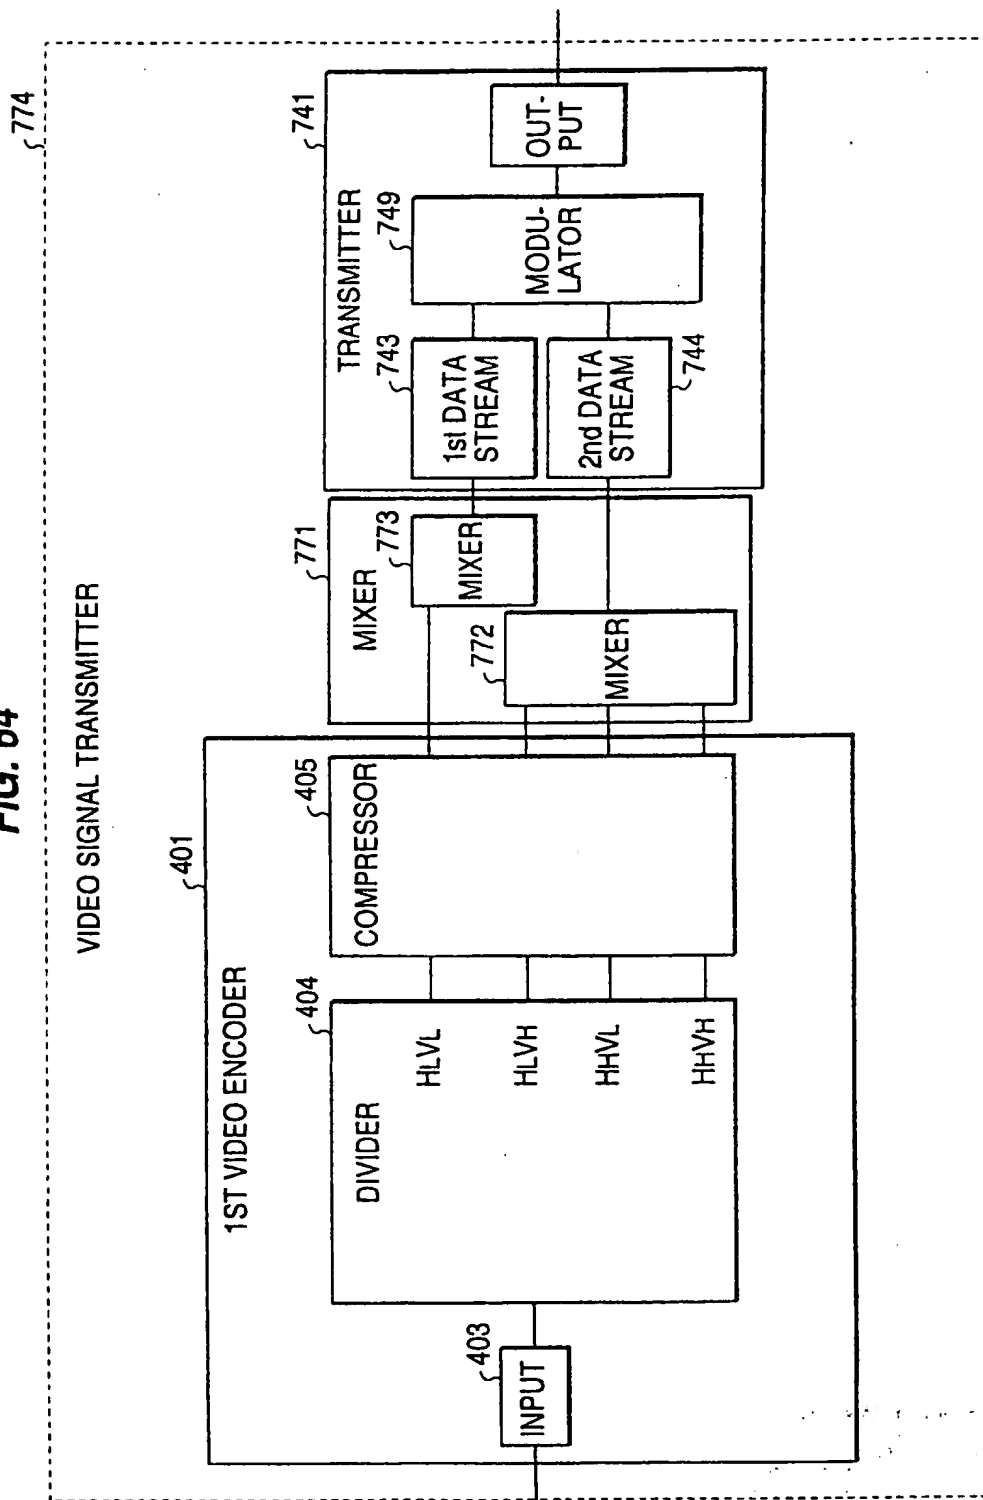 FIG. 64
774
VIDEO SIGNAL TRANSMITTER
401
1ST VIDEO ENCODER
403
INPUT
404
DIVIDER
HLVL
HLVH
HHVL
HHVH
405
COMPRESSOR
771
MIXER
772
MIXER
773
MIXER
741
TRANSMITTER
743
1st DATA
STREAM
2nd DATA
STREAM
744
749
MODU-
LATOR
OUT-
PUT